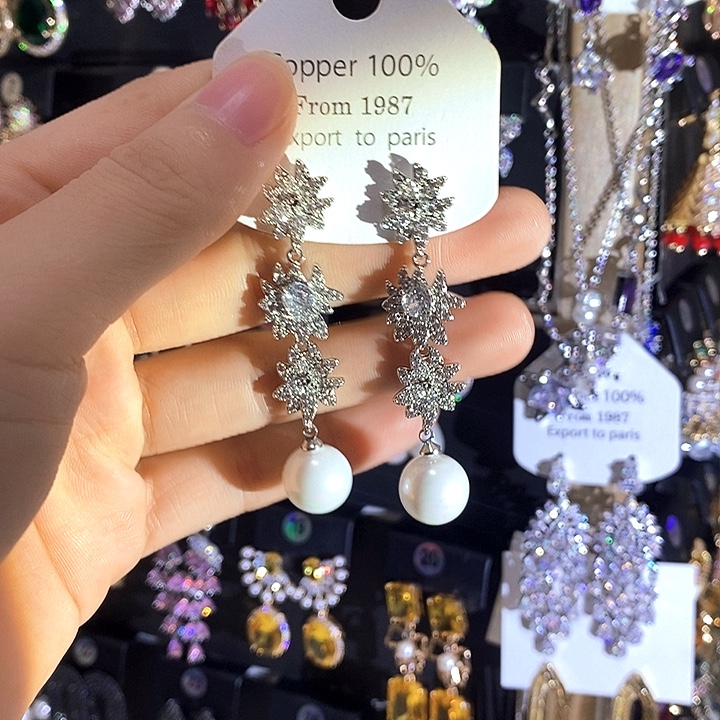 opper 100%
From 1987
xport to paris
100%
From 1987
Export to paris